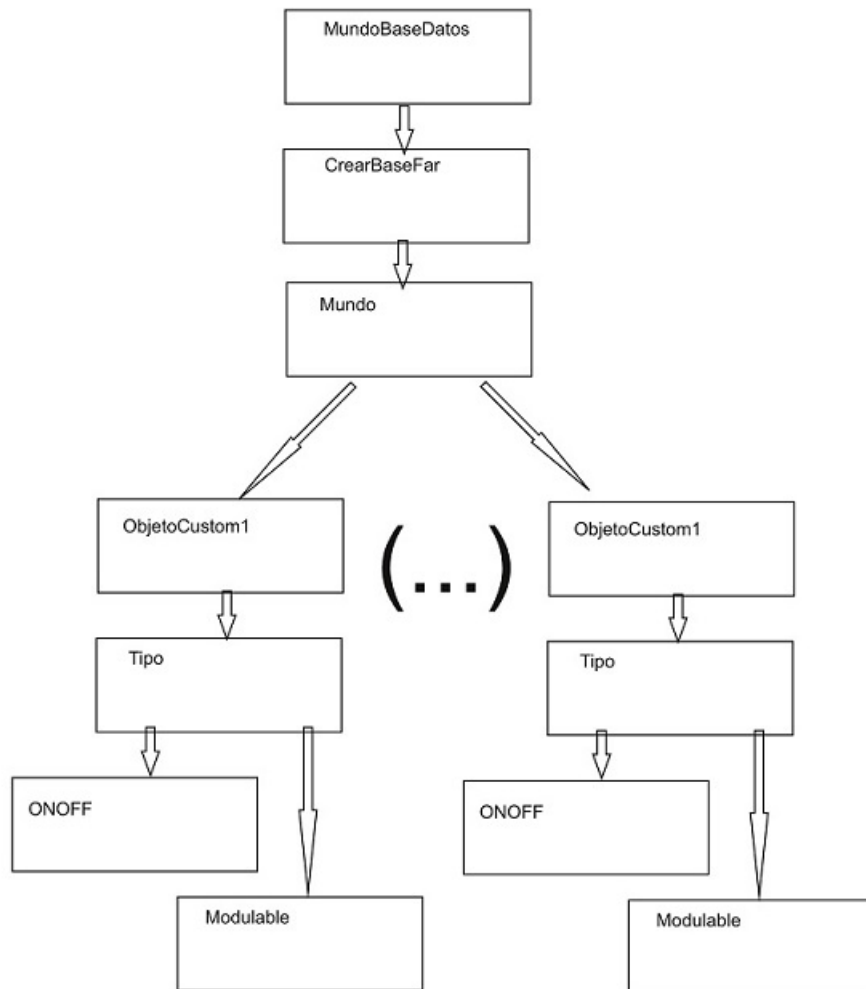 MundoBaseDatos
CrearBaseFar
Mundo
ObjetoCustom1
(...)
ObjetoCustom1
Tipo
Tipo
ONOFF
ONOFF
Modulable
Modulable